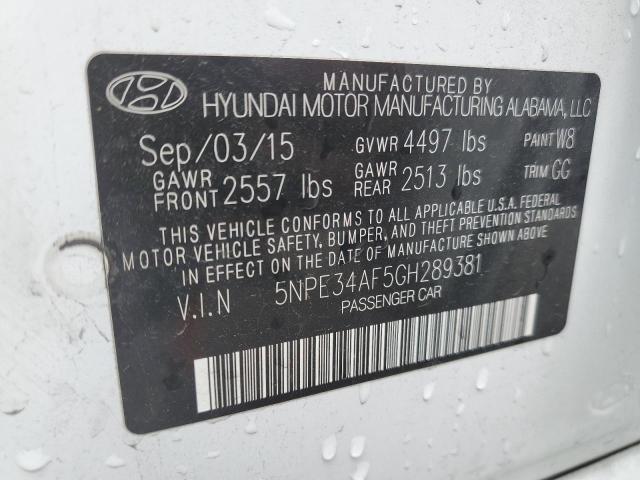 MANUFACTURED BY
HYUNDAI MOTOR MANUFACTURING ALABAMA, LLC
Sep/03/15 GVWR 4497 lbs PAINT W8
GAWR FRONT 2557 lbs GAWR REAR 2513 lbs TRIM GG
THIS VEHICLE CONFORMS TO ALL APPLICABLE U.S.A. FEDERAL
MOTOR VEHICLE SAFETY, BUMPER, AND THEFT PREVENTION STANDARDS
IN EFFECT ON THE DATE OF MANUFACTURE SHOWN ABOVE.
V.I.N 5NPE34AF5GH289381
PASSENGER CAR